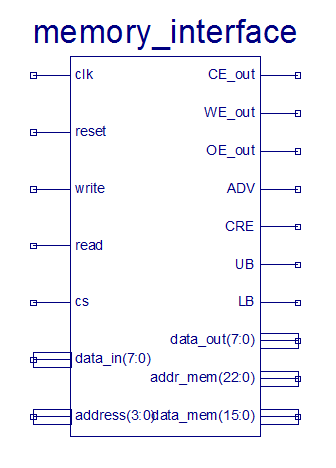 memory_interface
clk
CE_out
WE_out
reset
OE_out
write
ADV
CRE
read
UB
cs
LB
data_out(7:0)
data_in(7:0)
addr_mem(22:0)
address(3:0)
data_mem(15:0)